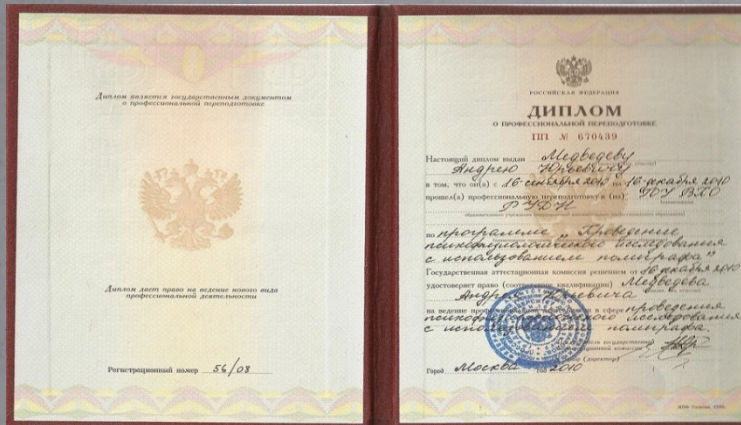 Диплом является государственным документом
о профессиональной переподготовке
Диплом дает право на ведение нового вида
профессиональной деятельности
Регистрационный номер 56/08
РОССИЙСКАЯ ФЕДЕРАЦИЯ
ДИПЛОМ
О ПРОФЕССИОНАЛЬНОЙ ПЕРЕПОДГОТОВКЕ
ПП № 670439
Настоящий диплом выдан Медведеву
Андрею Юрьевичу
в том, что он(а) с 16 сентября 2010 по 16 декабря 2010
прошел(а) профессиональную переподготовку в (на) ГОУ ВПО
РУДН
по программе "Проведение
психофизиологического исследования
с использованием полиграфа"
Государственная аттестационная комиссия решением от 16 декабря 2010
удостоверяет право (соответствие квалификации) Медведева
Андрея Юрьевича
на ведение профессиональной деятельности в сфере проведения
психофизиологического исследования
с использованием полиграфа.
Город Москва год 2010